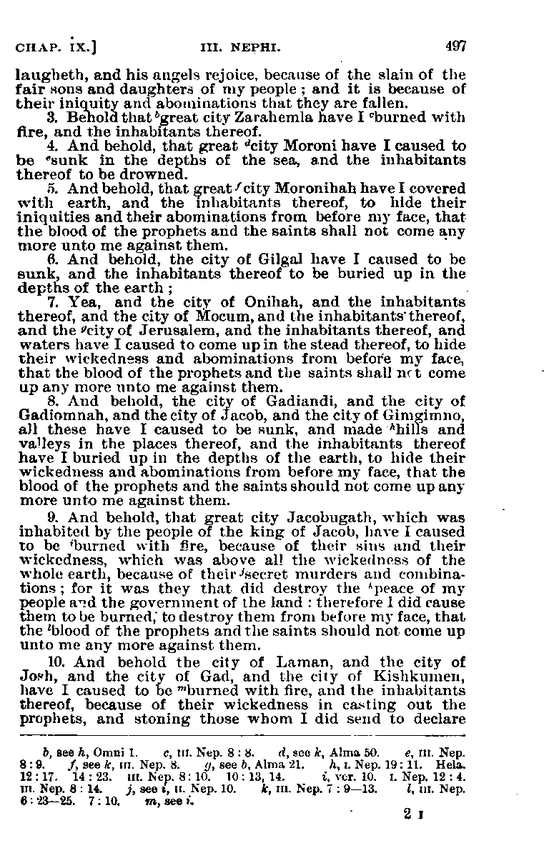 CHAP. IX.] III. NEPHI. 497
laugheth, and his angels rejoice, because of the slain of the
fair sons and daughters of my people ; and it is because of
their iniquity and abominations that they are fallen.
3. Behold that ᵇgreat city Zarahemla have I ᶜburned with
fire, and the inhabitants thereof.
4. And behold, that great ᵈcity Moroni have I caused to
be ᵉsunk in the depths of the sea, and the inhabitants
thereof to be drowned.
5. And behold, that great ᶠcity Moronihah have I covered
with earth, and the inhabitants thereof, to hide their
iniquities and their abominations from before my face, that
the blood of the prophets and the saints shall not come any
more unto me against them.
6. And behold, the city of Gilgal have I caused to be
sunk, and the inhabitants thereof to be buried up in the
depths of the earth ;
7. Yea, and the city of Onihah, and the inhabitants
thereof, and the city of Mocum, and the inhabitants thereof,
and the ᵍcity of Jerusalem, and the inhabitants thereof, and
waters have I caused to come up in the stead thereof, to hide
their wickedness and abominations from before my face,
that the blood of the prophets and the saints shall not come
up any more unto me against them.
8. And behold, the city of Gadiandi, and the city of
Gadiomnah, and the city of Jacob, and the city of Gimgimno,
all these have I caused to be sunk, and made ʰhills and
valleys in the places thereof, and the inhabitants thereof
have I buried up in the depths of the earth, to hide their
wickedness and abominations from before my face, that the
blood of the prophets and the saints should not come up any
more unto me against them.
9. And behold, that great city Jacobugath, which was
inhabited by the people of the king of Jacob, have I caused
to be ⁱburned with fire, because of their sins and their
wickedness, which was above all the wickedness of the
whole earth, because of their ʲsecret murders and combina-
tions ; for it was they that did destroy the ᵏpeace of my
people and the government of the land : therefore I did cause
them to be burned, to destroy them from before my face, that
the ˡblood of the prophets and the saints should not come up
unto me any more against them.
10. And behold the city of Laman, and the city of
Josh, and the city of Gad, and the city of Kishkumen,
have I caused to be ᵐburned with fire, and the inhabitants
thereof, because of their wickedness in casting out the
prophets, and stoning those whom I did send to declare
b, see h, Omni 1. c, III. Nep. 8 : 8. d, see k, Alma 50. e, III. Nep.
8 : 9. f, see k, III. Nep. 8. g, see b, Alma 21. h, I. Nep. 19 : 11. Hela.
12 : 17. 14 : 23. III. Nep. 8 : 10. 10 : 13, 14. i, ver. 10. I. Nep. 12 : 4.
III. Nep. 8 : 14. j, see i, II. Nep. 10. k, III. Nep. 7 : 9—13. l, III. Nep.
6 : 23—25. 7 : 10. m, see i.
2 I